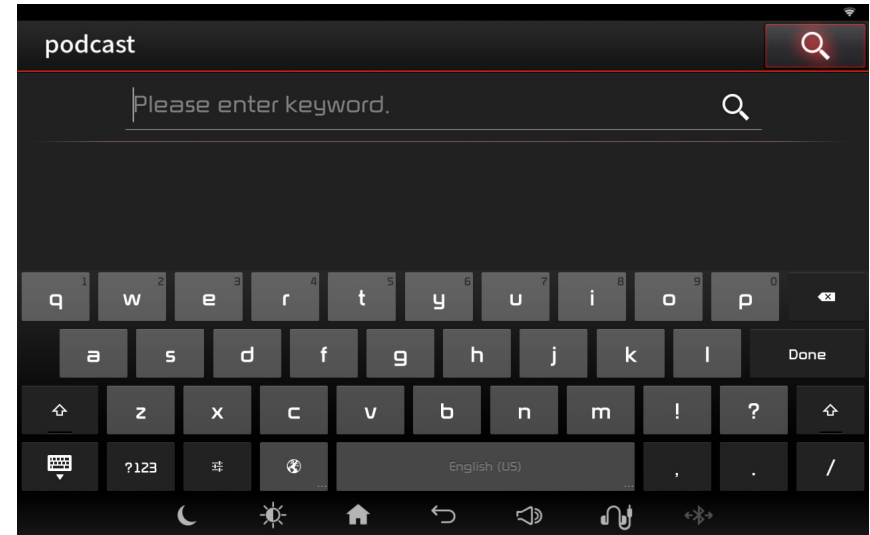 podcast
Please enter keyword.
1 2 3 4 5 6 7 8 9 0
q w e r t y u i o p
a s d f g h j k l Done
z x c v b n m ! ?
?123 English (US) , . /